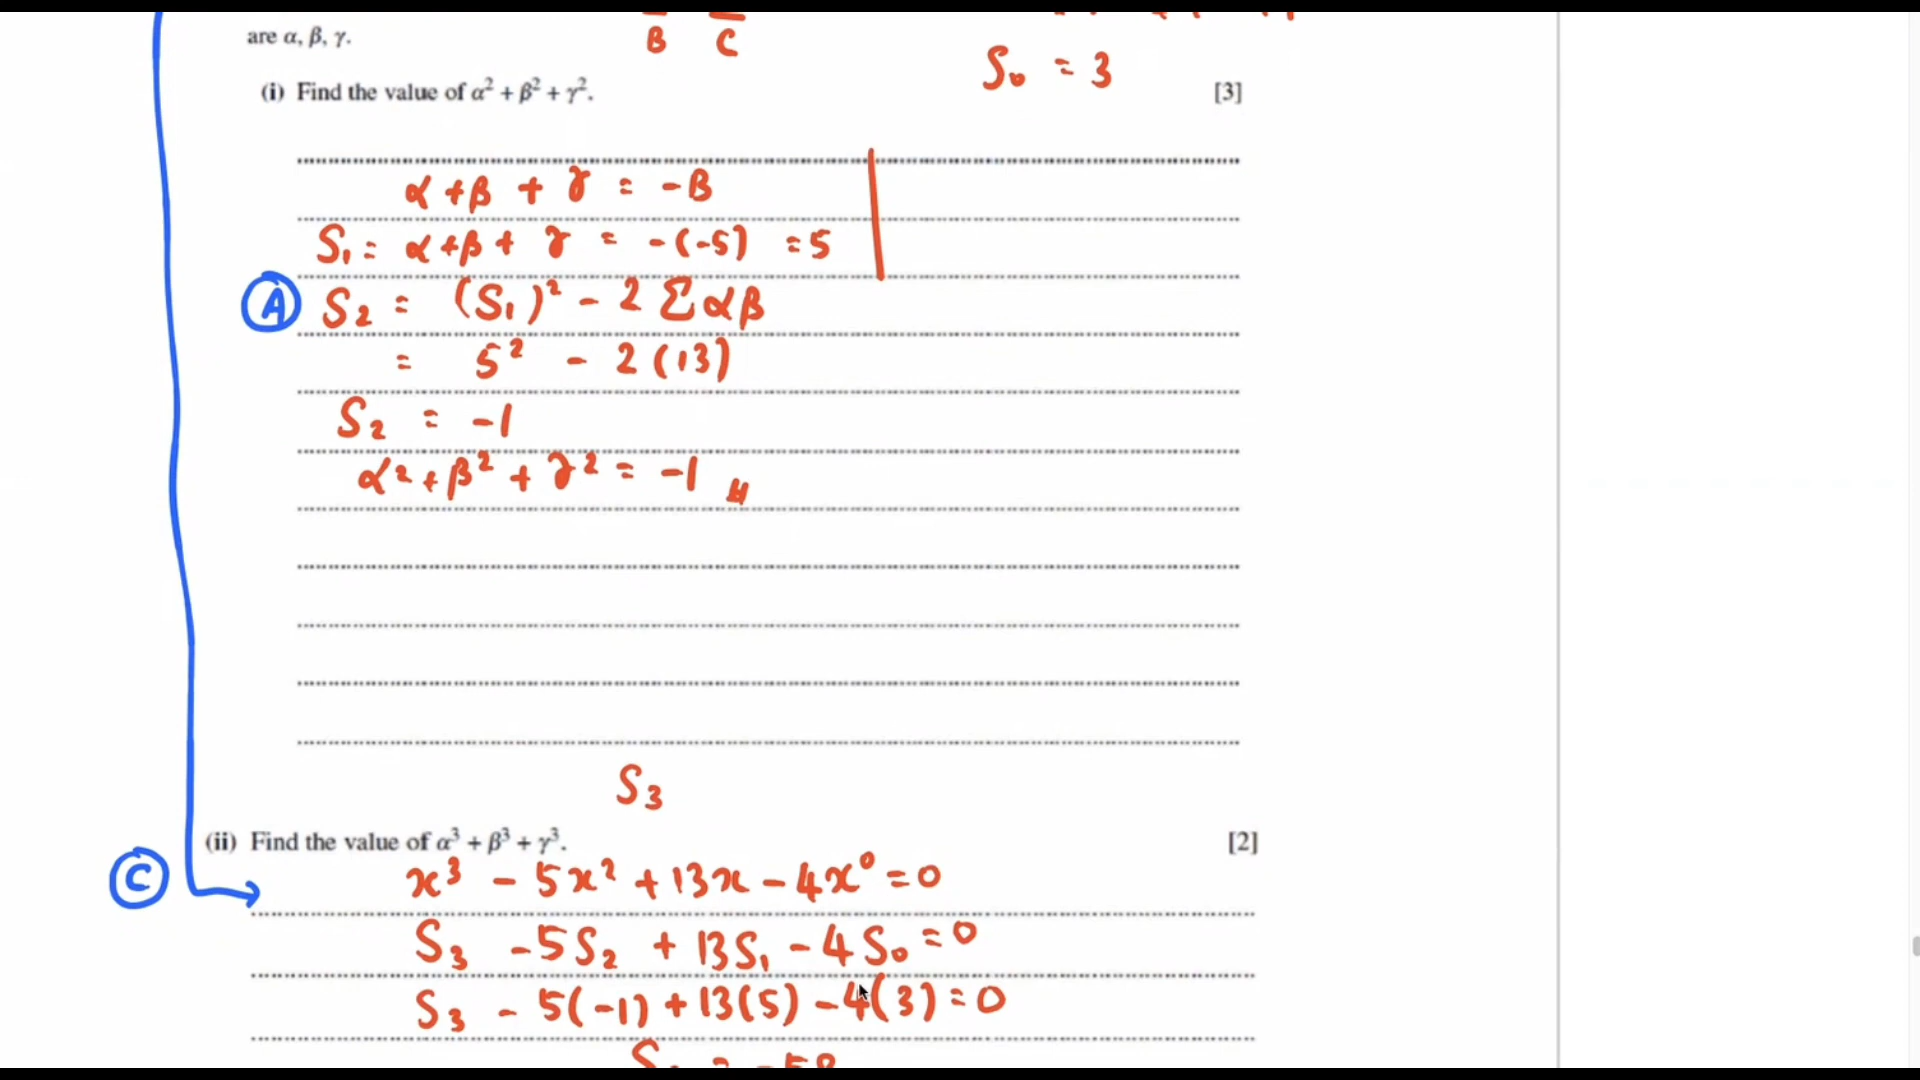 are α, β, γ.
B C
S₀ = 3
(i) Find the value of α² + β² + γ². [3]
α + β + γ = -B
S₁ = α + β + γ = -(-5) = 5
A S₂ = (S₁)² - 2 Σαβ
= 5² - 2(13)
S₂ = -1
α² + β² + γ² = -1
S₃
(ii) Find the value of α³ + β³ + γ³. [2]
C x³ - 5x² + 13x - 4x⁰ = 0
S₃ - 5S₂ + 13S₁ - 4S₀ = 0
S₃ - 5(-1) + 13(5) - 4(3) = 0